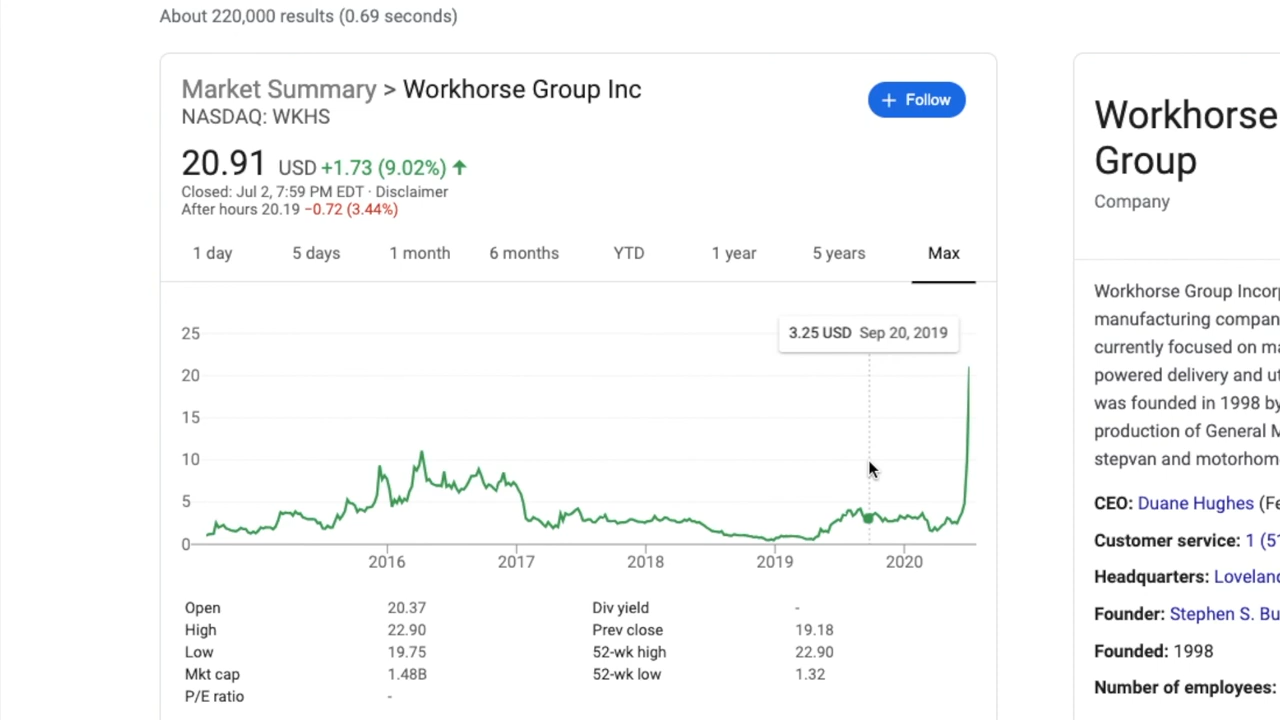 About 220,000 results (0.69 seconds)
Market Summary > Workhorse Group Inc
NASDAQ: WKHS
+ Follow
20.91 USD +1.73 (9.02%)
Closed: Jul 2, 7:59 PM EDT · Disclaimer
After hours 20.19 −0.72 (3.44%)
1 day 5 days 1 month 6 months YTD 1 year 5 years Max
3.25 USD Sep 20, 2019
25
20
15
10
5
0
2016 2017 2018 2019 2020
Open 20.37 Div yield -
High 22.90 Prev close 19.18
Low 19.75 52-wk high 22.90
Mkt cap 1.48B 52-wk low 1.32
P/E ratio -
Workhorse
Group
Company
Workhorse Group Incorp
manufacturing compan
currently focused on ma
powered delivery and ut
was founded in 1998 by
production of General M
stepvan and motorhom
CEO: Duane Hughes (Fe
Customer service: 1 (51
Headquarters: Loveland
Founder: Stephen S. Bu
Founded: 1998
Number of employees: